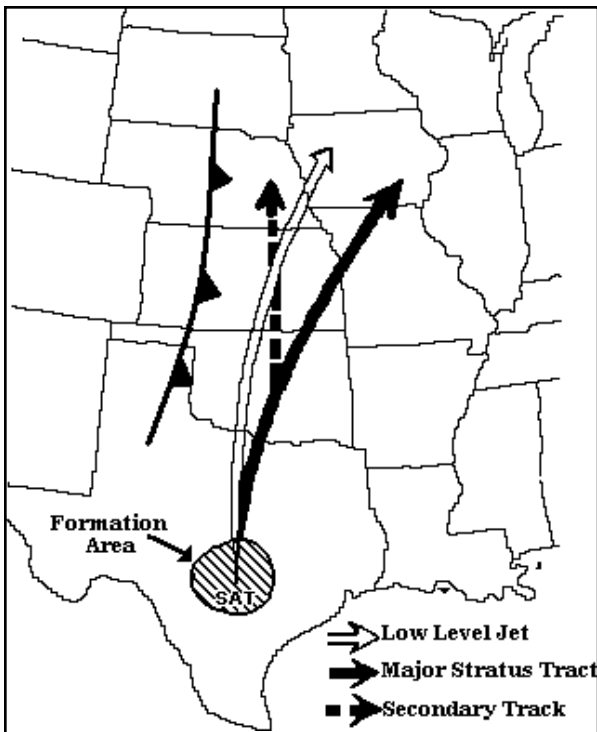 Formation
Area
SAT
Low Level Jet
Major Stratus Tract
Secondary Track